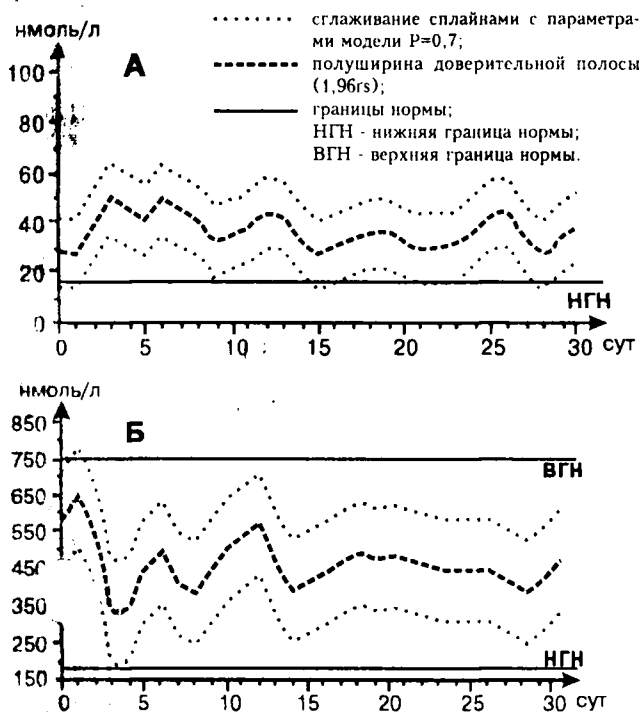 нмоль/л
сглаживание сплайнами с параметра-
ми модели P=0,7;
полуширина доверительной полосы
(1,96rs);
границы нормы;
НГН - нижняя граница нормы;
ВГН - верхняя граница нормы.
А
100
80
60
40
20
0
НГН
0 5 10 15 20 25 30 сут
нмоль/л
Б
850
750
650
550
450
350
250
150
ВГН
НГН
0 5 10 15 20 25 30 сут